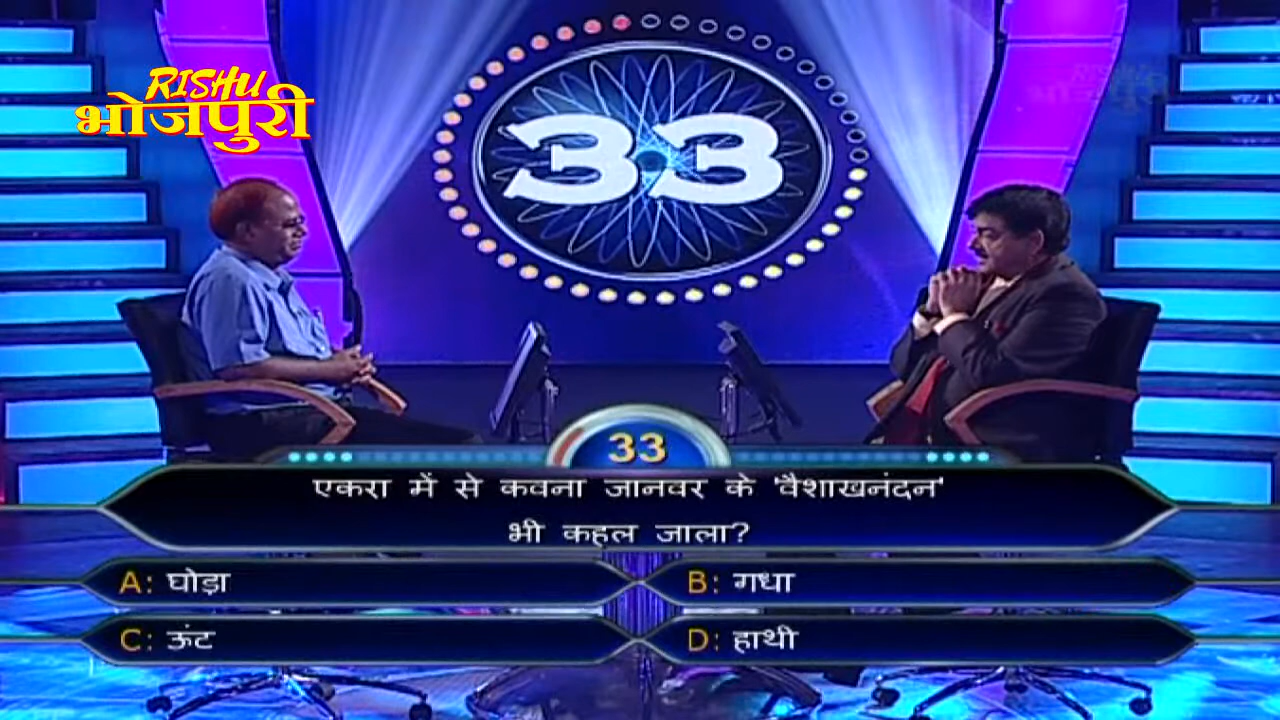 RISHU
भोजपुरी
33
33
एकरा में से कवना जानवर के 'वैशाखनंदन'
भी कहल जाला?
A: घोड़ा
B: गधा
C: ऊंट
D: हाथी